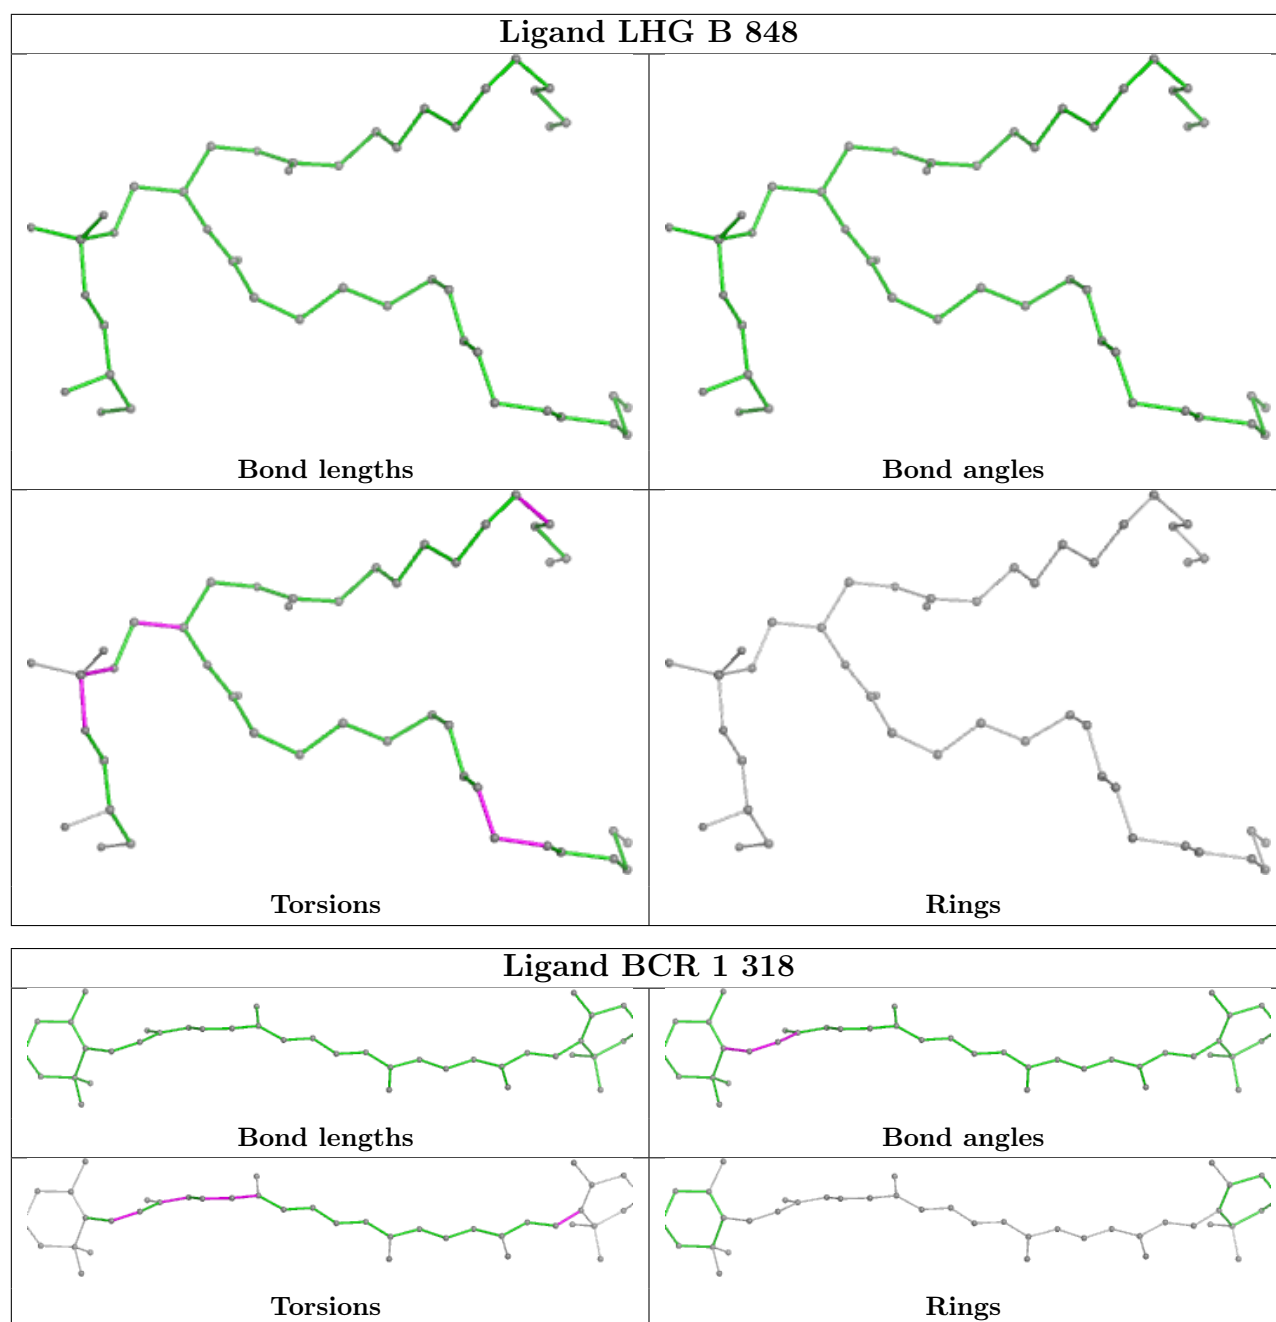 Ligand LHG B 848
Bond lengths
Bond angles
Torsions
Rings
Ligand BCR 1 318
Bond lengths
Bond angles
Torsions
Rings